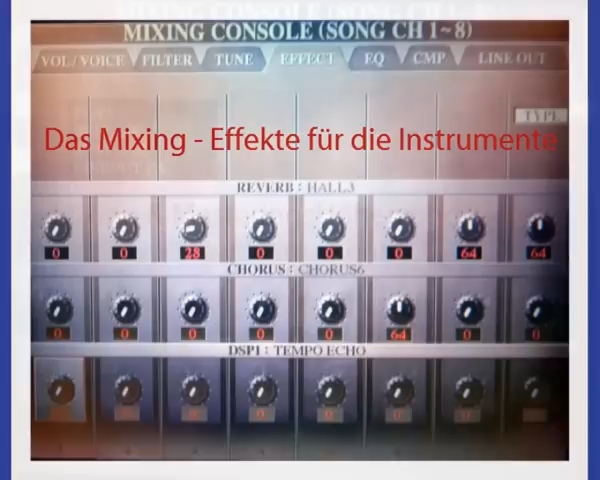 MIXING CONSOLE (SONG CH 1~8)
VOL / VOICE FILTER TUNE EFFECT EQ CMP LINE OUT
TYPE
Das Mixing - Effekte für die Instrumente
REVERB : HALL3
0 0 28 0 0 0 64 64
CHORUS : CHORUS6
0 0 0 0 0 64 0 0
DSP1 : TEMPO ECHO
0 0